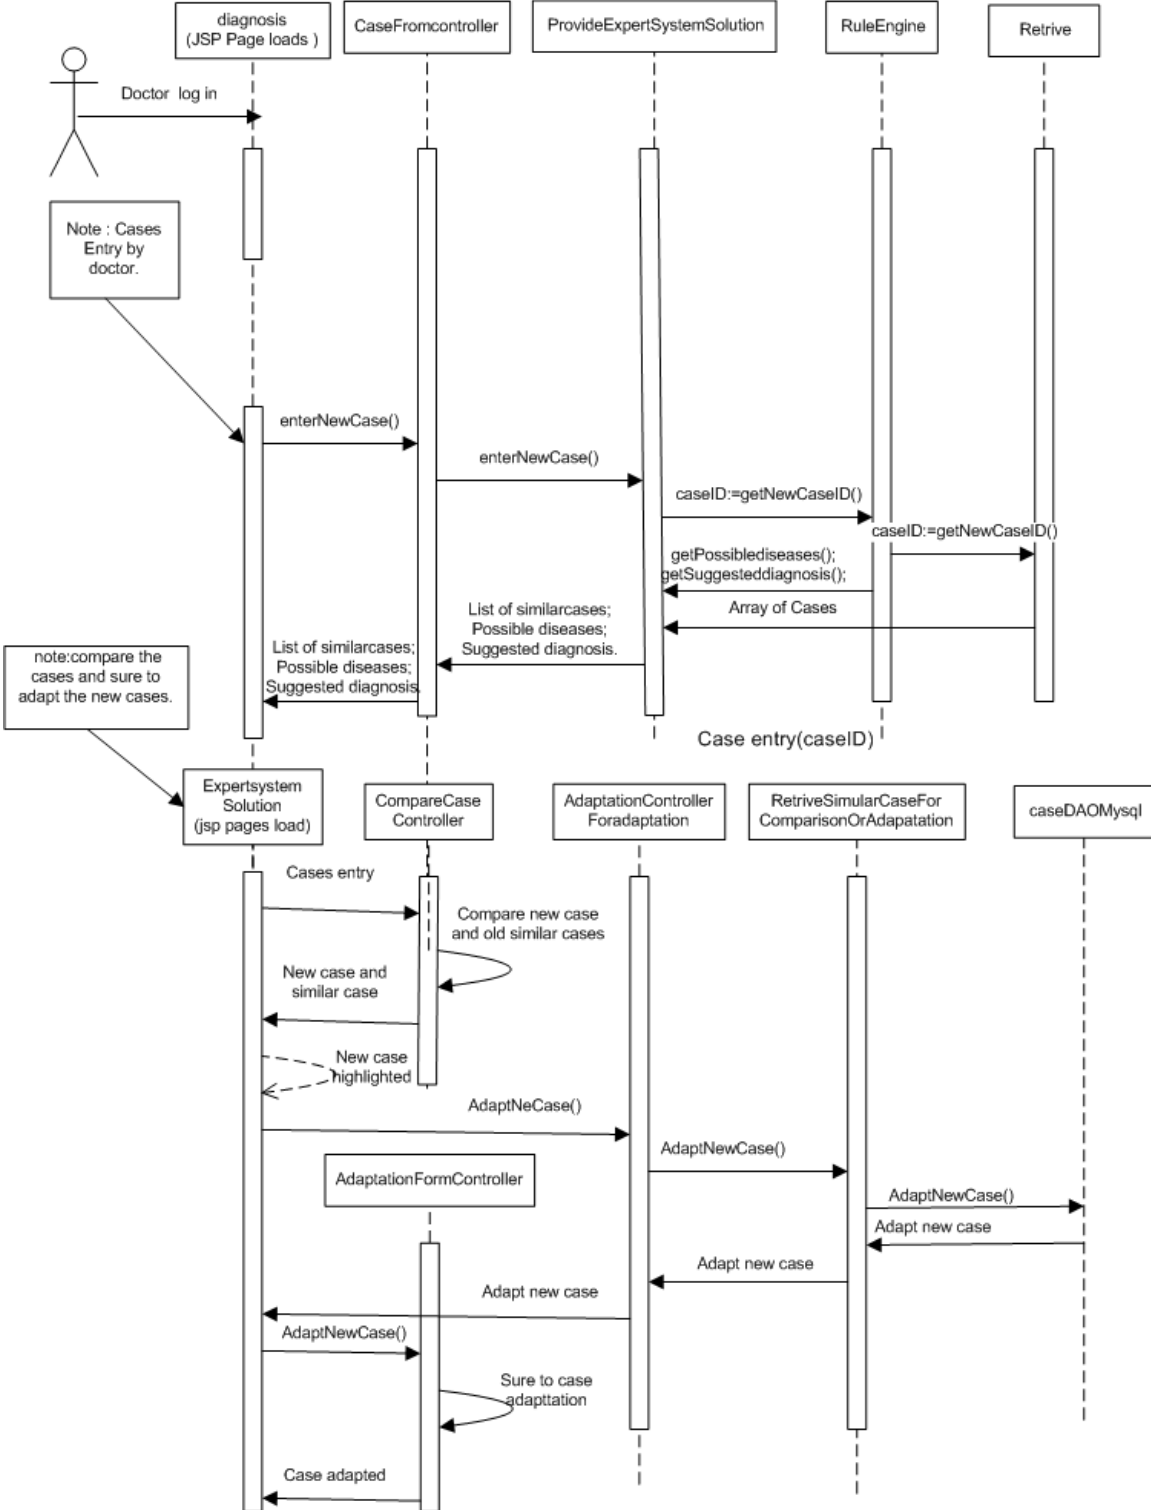 diagnosis
(JSP Page loads )
CaseFromcontroller
ProvideExpertSystemSolution
RuleEngine
Retrive
Doctor log in
Note : Cases
Entry by
doctor.
enterNewCase()
enterNewCase()
caseID:=getNewCaseID()
caseID:=getNewCaseID()
getPossiblediseases();
getSuggesteddiagnosis();
Array of Cases
List of similarcases;
Possible diseases;
Suggested diagnosis.
List of similarcases;
Possible diseases;
Suggested diagnosis.
note:compare the
cases and sure to
adapt the new cases.
Case entry(caseID)
Expertsystem
Solution
(jsp pages load)
CompareCase
Controller
AdaptationController
Foradaptation
RetriveSimularCaseFor
ComparisonOrAdapatation
caseDAOMysql
Cases entry
Compare new case
and old similar cases
New case and
similar case
New case
highlighted
AdaptNeCase()
AdaptNewCase()
AdaptationFormController
AdaptNewCase()
Adapt new case
Adapt new case
Adapt new case
AdaptNewCase()
Sure to case
adapttation
Case adapted